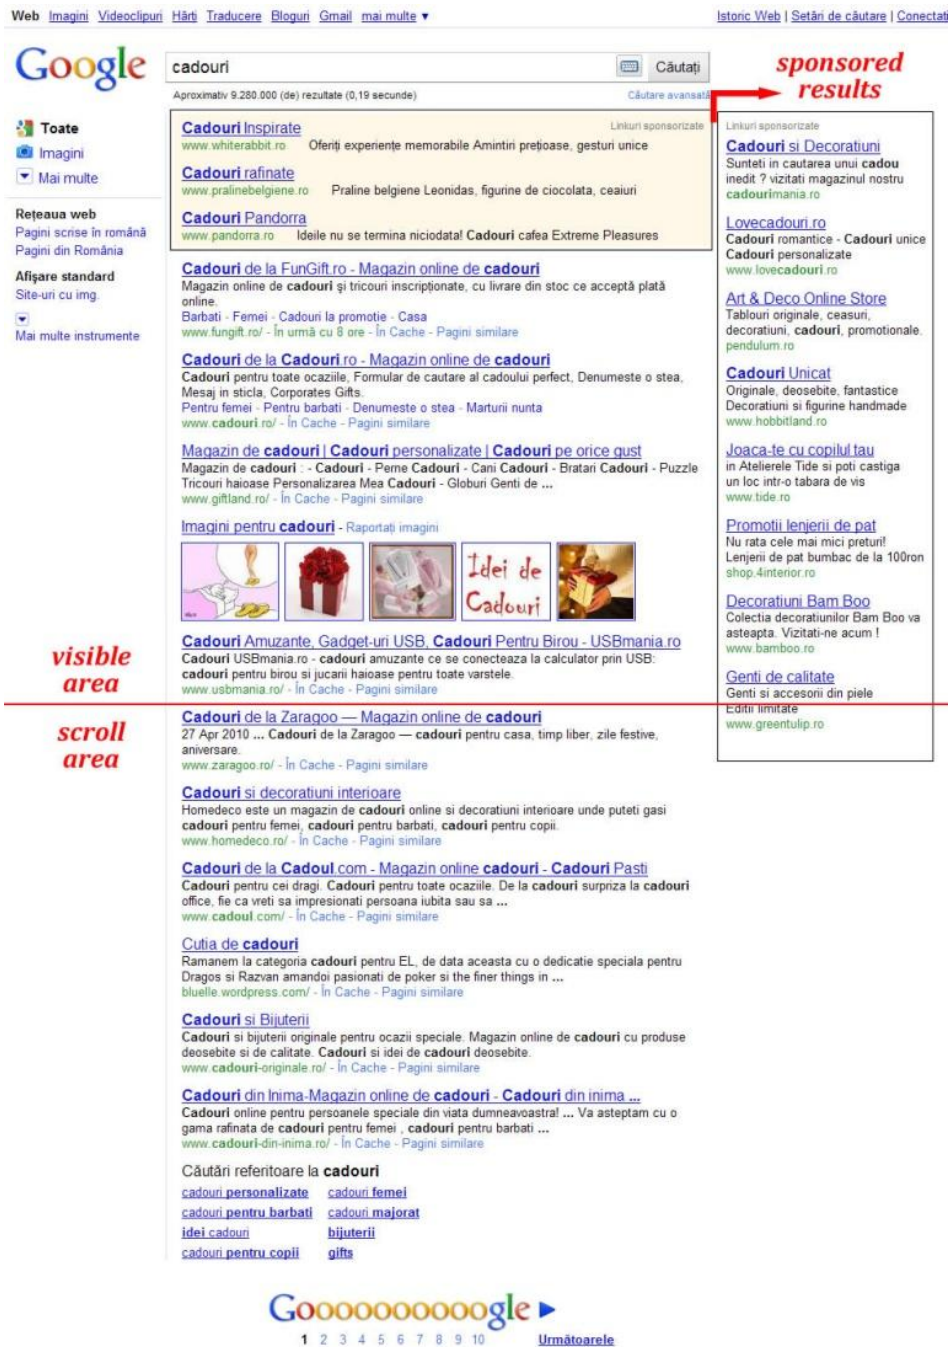 Web Imagini Videoclipuri Hărți Traducere Bloguri Gmail mai multe ▼
Istoric Web | Setări de căutare | Conectați
Google
cadouri
Căutați
Aproximativ 9.280.000 (de) rezultate (0,19 secunde)
Căutare avansată
sponsored
results
Toate
Imagini
Mai multe
Rețeaua web
Pagini scrise în română
Pagini din România
Afișare standard
Site-uri cu img.
Mai multe instrumente
Cadouri Inspirate
Linkuri sponsorizate
www.whiterabbit.ro Oferiți experiențe memorabile Amintiri prețioase, gesturi unice
Cadouri rafinate
www.pralinebelgiene.ro Praline belgiene Leonidas, figurine de ciocolata, ceaiuri
Cadouri Pandorra
www.pandorra.ro Ideile nu se termina niciodata! Cadouri cafea Extreme Pleasures
Cadouri de la FunGift.ro - Magazin online de cadouri
Magazin online de cadouri și tricouri inscripționate, cu livrare din stoc ce acceptă plată
online.
Barbati - Femei - Cadouri la promotie - Casa
www.fungift.ro/ - În urmă cu 8 ore - În Cache - Pagini similare
Cadouri de la Cadouri.ro - Magazin online de cadouri
Cadouri pentru toate ocaziile, Formular de cautare al cadoului perfect, Denumeste o stea,
Mesaj in sticla, Corporates Gifts.
Pentru femei - Pentru barbati - Denumeste o stea - Marturii nunta
www.cadouri.ro/ - În Cache - Pagini similare
Magazin de cadouri | Cadouri personalizate | Cadouri pe orice gust
Magazin de cadouri : - Cadouri - Perne Cadouri - Cani Cadouri - Bratari Cadouri - Puzzle
Tricouri haioase Personalizarea Mea Cadouri - Globuri Genti de ...
www.giftland.ro/ - În Cache - Pagini similare
Imagini pentru cadouri - Raportați imagini
Idei de
Cadouri
Cadouri Amuzante, Gadget-uri USB, Cadouri Pentru Birou - USBmania.ro
Cadouri USBmania.ro - cadouri amuzante ce se conecteaza la calculator prin USB:
cadouri pentru birou si jucarii haioase pentru toate varstele.
www.usbmania.ro/ - În Cache - Pagini similare
Linkuri sponsorizate
Cadouri si Decoratiuni
Sunteti in cautarea unui cadou
inedit ? vizitati magazinul nostru
cadourimania.ro
Lovecadouri.ro
Cadouri romantice - Cadouri unice
Cadouri personalizate
www.lovecadouri.ro
Art & Deco Online Store
Tablouri originale, ceasuri,
decoratiuni, cadouri, promotionale.
pendulum.ro
Cadouri Unicat
Originale, deosebite, fantastice
Decoratiuni si figurine handmade
www.hobbitland.ro
Joaca-te cu copilul tau
in Atelierele Tide si poti castiga
un loc intr-o tabara de vis
www.tide.ro
Promotii lenjerii de pat
Nu rata cele mai mici preturi!
Lenjerii de pat bumbac de la 100ron
shop.4interior.ro
Decoratiuni Bam Boo
Colectia decoratiunilor Bam Boo va
asteapta. Vizitati-ne acum !
www.bamboo.ro
Genti de calitate
Genti si accesorii din piele
Editii limitate
www.greentulip.ro
visible
area
scroll
area
Cadouri de la Zaragoo — Magazin online de cadouri
27 Apr 2010 ... Cadouri de la Zaragoo — cadouri pentru casa, timp liber, zile festive,
aniversare.
www.zaragoo.ro/ - În Cache - Pagini similare
Cadouri si decoratiuni interioare
Homedeco este un magazin de cadouri online si decoratiuni interioare unde puteti gasi
cadouri pentru femei, cadouri pentru barbati, cadouri pentru copii.
www.homedeco.ro/ - În Cache - Pagini similare
Cadouri de la Cadoul.com - Magazin online cadouri - Cadouri Pasti
Cadouri pentru cei dragi. Cadouri pentru toate ocaziile. De la cadouri surpriza la cadouri
office, fie ca vreti sa impresionati persoana iubita sau sa ...
www.cadoul.com/ - În Cache - Pagini similare
Cutia de cadouri
Ramanem la categoria cadouri pentru EL, de data aceasta cu o dedicatie speciala pentru
Dragos si Razvan amandoi pasionati de poker si the finer things in ...
bluelle.wordpress.com/ - În Cache - Pagini similare
Cadouri si Bijuterii
Cadouri si bijuterii originale pentru ocazii speciale. Magazin online de cadouri cu produse
deosebite si de calitate. Cadouri si idei de cadouri deosebite.
www.cadouri-originale.ro/ - În Cache - Pagini similare
Cadouri din Inima-Magazin online de cadouri - Cadouri din inima ...
Cadouri online pentru persoanele speciale din viata dumneavoastra! ... Va asteptam cu o
gama rafinata de cadouri pentru femei , cadouri pentru barbati ...
www.cadouri-din-inima.ro/ - În Cache - Pagini similare
Căutări referitoare la cadouri
cadouri personalizate cadouri femei
cadouri pentru barbati cadouri majorat
idei cadouri bijuterii
cadouri pentru copii gifts
Goooooooooogle
1 2 3 4 5 6 7 8 9 10 Următoarele